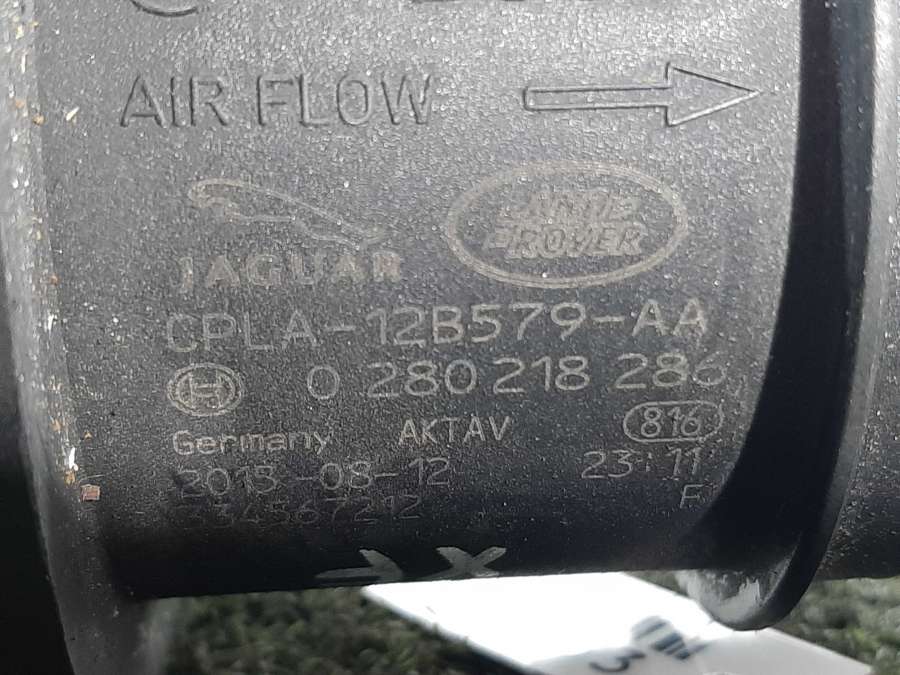 AIR FLOW
JAGUAR LAND ROVER
CPLA-12B579-AA
0 280 218 286
Germany AKTAV 816
08-12 23:11
F